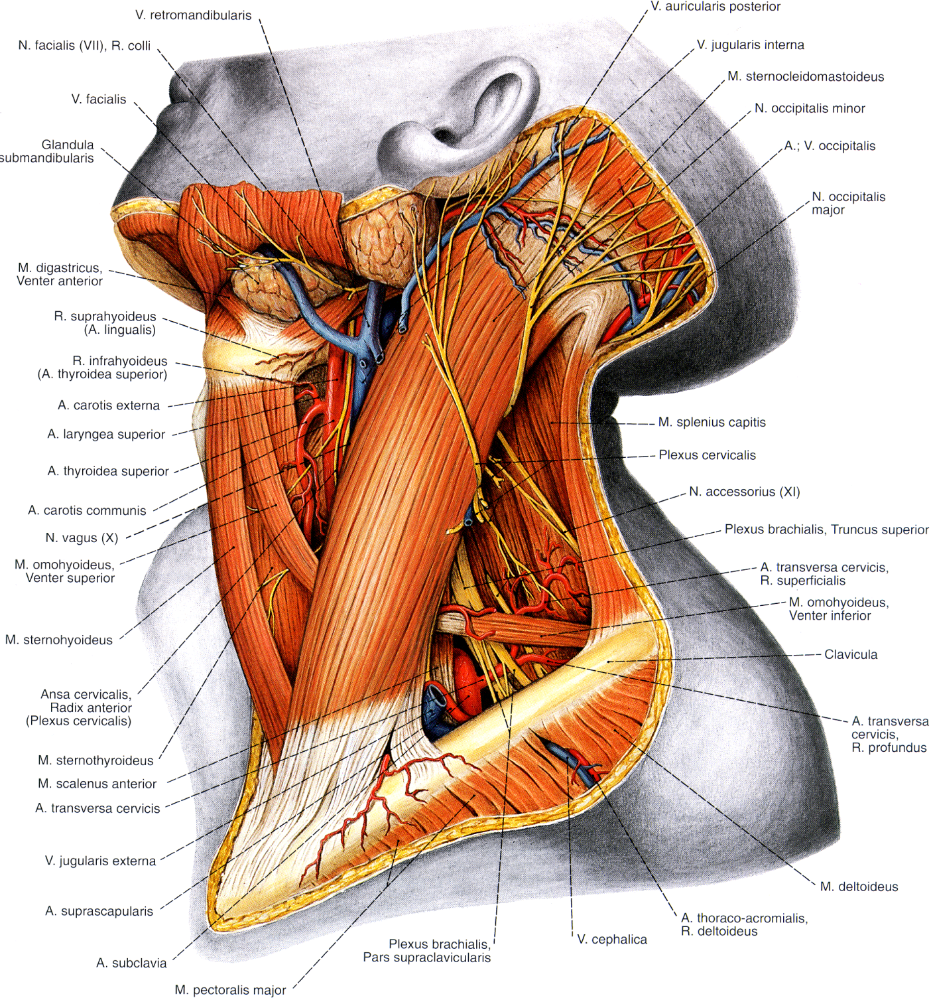 V. retromandibularis
N. facialis (VII), R. colli
V. facialis
Glandula
submandibularis
M. digastricus,
Venter anterior
R. suprahyoideus
(A. lingualis)
R. infrahyoideus
(A. thyroidea superior)
A. carotis externa
A. laryngea superior
A. thyroidea superior
A. carotis communis
N. vagus (X)
M. omohyoideus,
Venter superior
M. sternohyoideus
Ansa cervicalis,
Radix anterior
(Plexus cervicalis)
M. sternothyroideus
M. scalenus anterior
A. transversa cervicis
V. jugularis externa
A. suprascapularis
A. subclavia
M. pectoralis major
V. auricularis posterior
V. jugularis interna
M. sternocleidomastoideus
N. occipitalis minor
A.; V. occipitalis
N. occipitalis
major
M. splenius capitis
Plexus cervicalis
N. accessorius (XI)
Plexus brachialis, Truncus superior
A. transversa cervicis,
R. superficialis
M. omohyoideus,
Venter inferior
Clavicula
A. transversa
cervicis,
R. profundus
M. deltoideus
A. thoraco-acromialis,
R. deltoideus
V. cephalica
Plexus brachialis,
Pars supraclavicularis